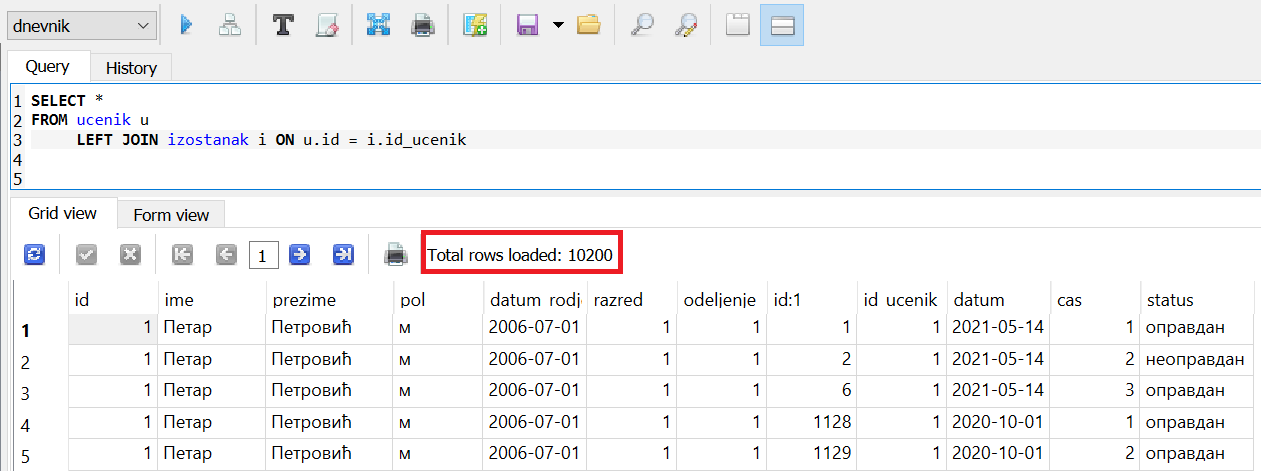 dnevnik
Query History
1 SELECT *
2 FROM ucenik u
3 LEFT JOIN izostanak i ON u.id = i.id_ucenik
4
5
Grid view Form view
1 Total rows loaded: 10200
id ime prezime pol datum rodj razred odeljenje id:1 id ucenik datum cas status
1 1 Петар Петровић м 2006-07-01 1 1 1 1 2021-05-14 1 оправдан
2 1 Петар Петровић м 2006-07-01 1 1 2 1 2021-05-14 2 неоправдан
3 1 Петар Петровић м 2006-07-01 1 1 6 1 2021-05-14 3 оправдан
4 1 Петар Петровић м 2006-07-01 1 1 1128 1 2020-10-01 1 оправдан
5 1 Петар Петровић м 2006-07-01 1 1 1129 1 2020-10-01 2 оправдан